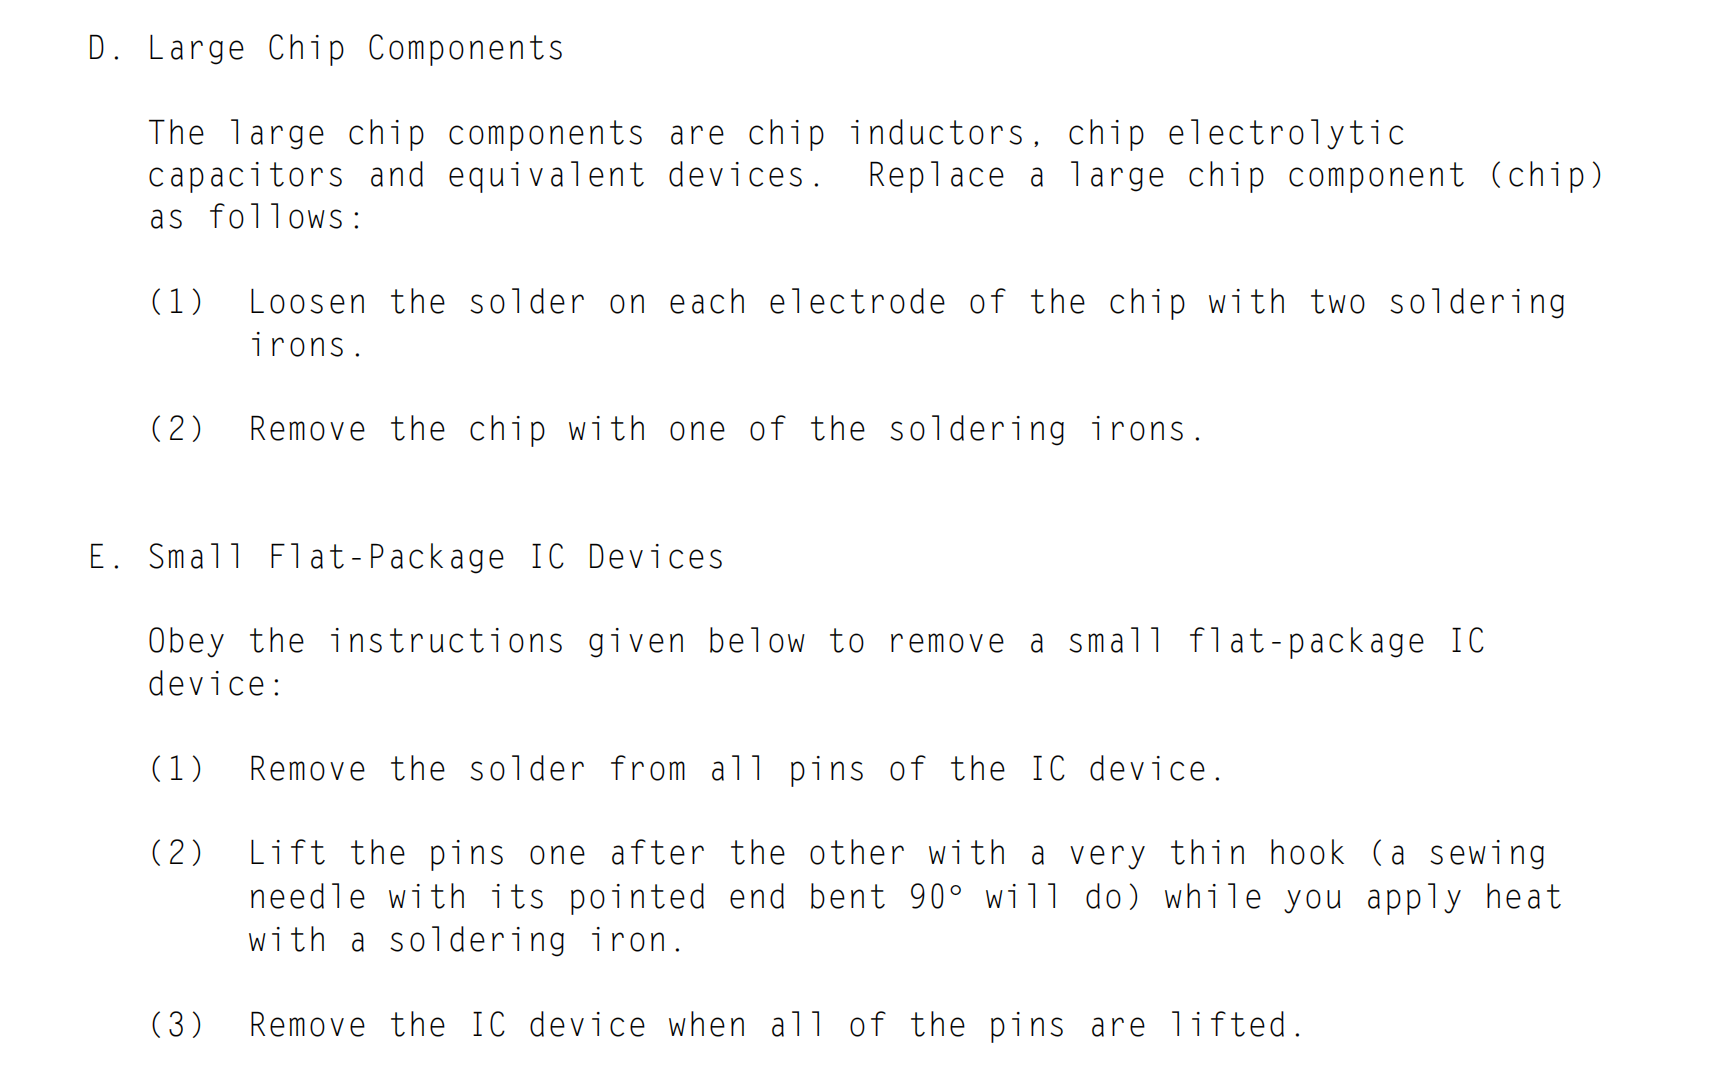 D. Large Chip Components
The large chip components are chip inductors, chip electrolytic
capacitors and equivalent devices.  Replace a large chip component (chip)
as follows:
(1)  Loosen the solder on each electrode of the chip with two soldering
irons.
(2)  Remove the chip with one of the soldering irons.
E. Small Flat-Package IC Devices
Obey the instructions given below to remove a small flat-package IC
device:
(1)  Remove the solder from all pins of the IC device.
(2)  Lift the pins one after the other with a very thin hook (a sewing
needle with its pointed end bent 90° will do) while you apply heat
with a soldering iron.
(3)  Remove the IC device when all of the pins are lifted.